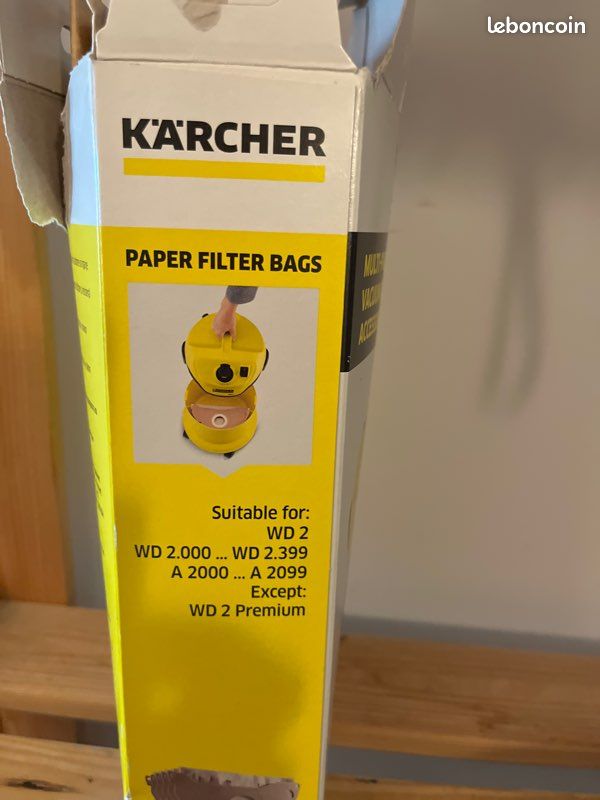 leboncoin
KÄRCHER
PAPER FILTER BAGS
Suitable for:
WD 2
WD 2.000 ... WD 2.399
A 2000 ... A 2099
Except:
WD 2 Premium